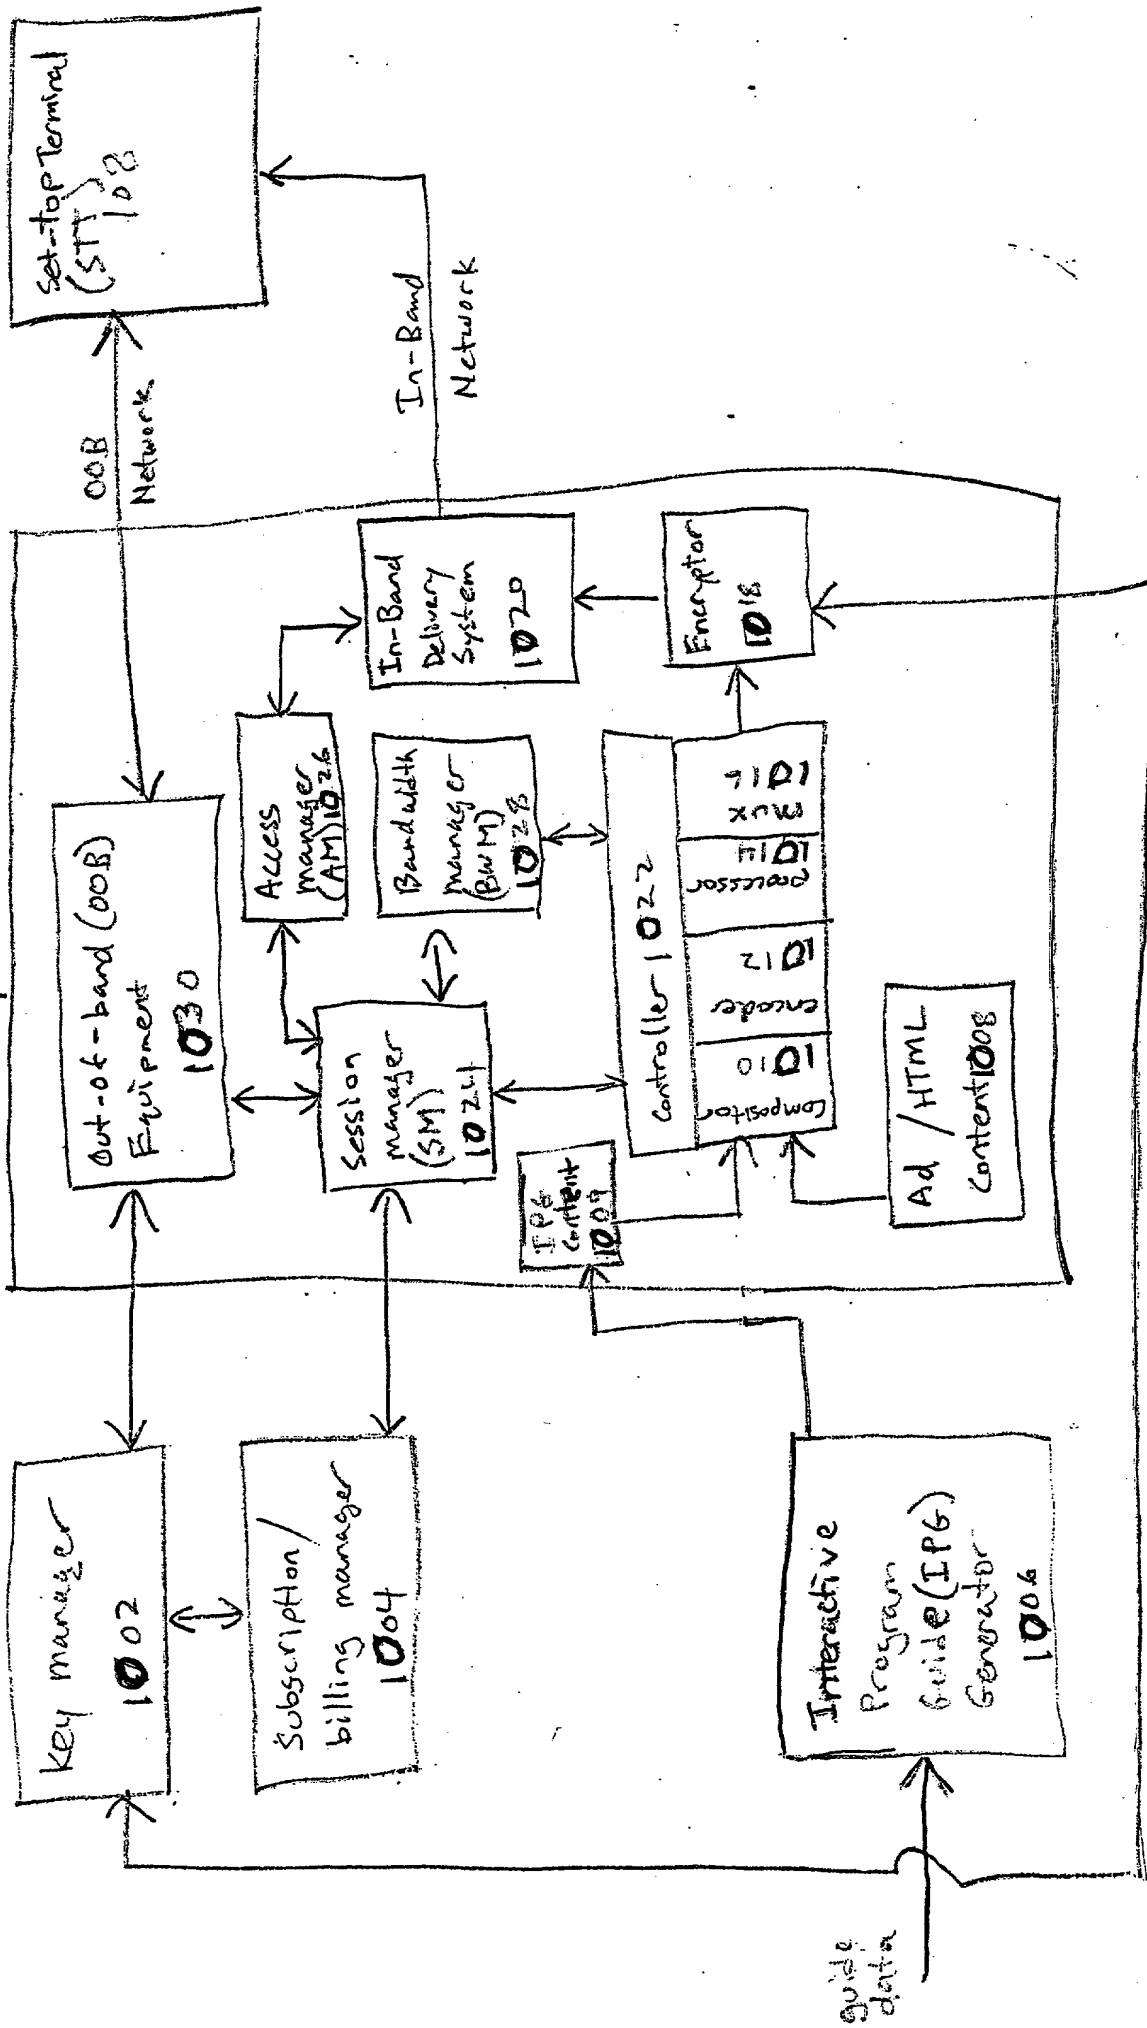 Key manager
1002
Subscription/
billing manager
1004
Interactive
Program
Guide(IPG)
Generator
1006
guide
data
Out-of-band (OOB)
Equipment
1030
Session
manager
(SM)
1024
Access
manager
(AM) 1026
Bandwidth
manager
(BWM)
1028
IPG
content
1009
Controller 1022
compositor
1010
encoder
1012
processor
1014
mux
1016
Ad / HTML
Content 1008
In-Band
Delivery
System
1020
Encryptor
1018
OOB
Network
In-Band
Network
Set-top Terminal
(STT)
108